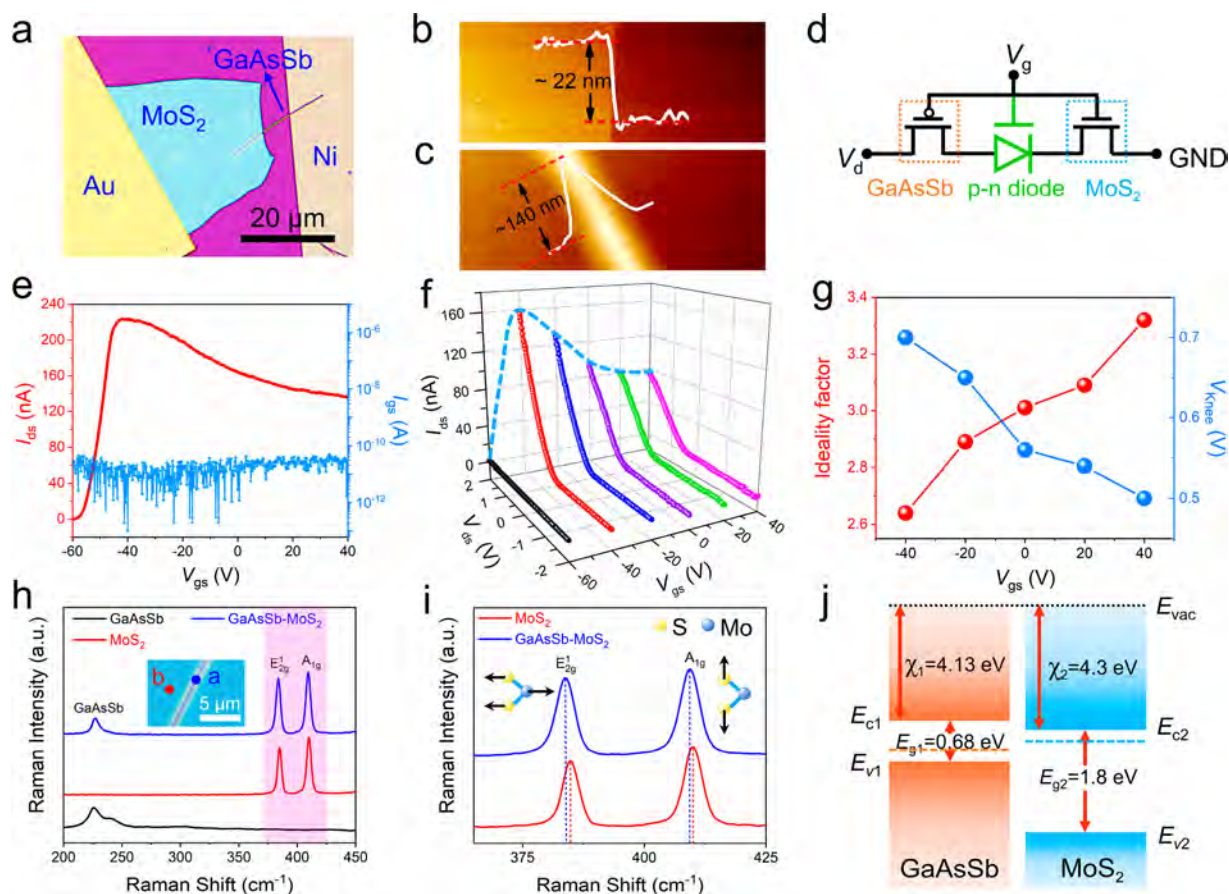 a
GaAsSb
MoS₂
Au
Ni
20 μm
b
~ 22 nm
c
~140 nm
d
Vg
Vd
GND
GaAsSb
p-n diode
MoS₂
e
240
200
160
120
80
40
0
Ids (nA)
10⁻⁶
10⁻⁸
10⁻¹⁰
10⁻¹²
Igs (A)
-60 -40 -20 0 20 40
Vgs (V)
f
160
120
80
40
0
Ids (nA)
2
1
0
-1
-2
Vds (V)
-60
-40
-20
0
20
40
Vgs (V)
g
3.4
3.2
3.0
2.8
2.6
Ideality factor
0.7
0.6
0.5
VKnee (V)
-40 -20 0 20 40
Vgs (V)
h
GaAsSb
GaAsSb-MoS₂
MoS₂
E¹2g
A1g
b
a
5 μm
GaAsSb
Raman Intensity (a.u.)
200 250 300 350 400 450
Raman Shift (cm⁻¹)
i
MoS₂
GaAsSb-MoS₂
S
Mo
E¹2g
A1g
Raman Intensity (a.u.)
375 400 425
Raman Shift (cm⁻¹)
j
Evac
χ₁=4.13 eV
χ₂=4.3 eV
Ec1
Ec2
Eg1=0.68 eV
Ev1
Eg2=1.8 eV
Ev2
GaAsSb
MoS₂